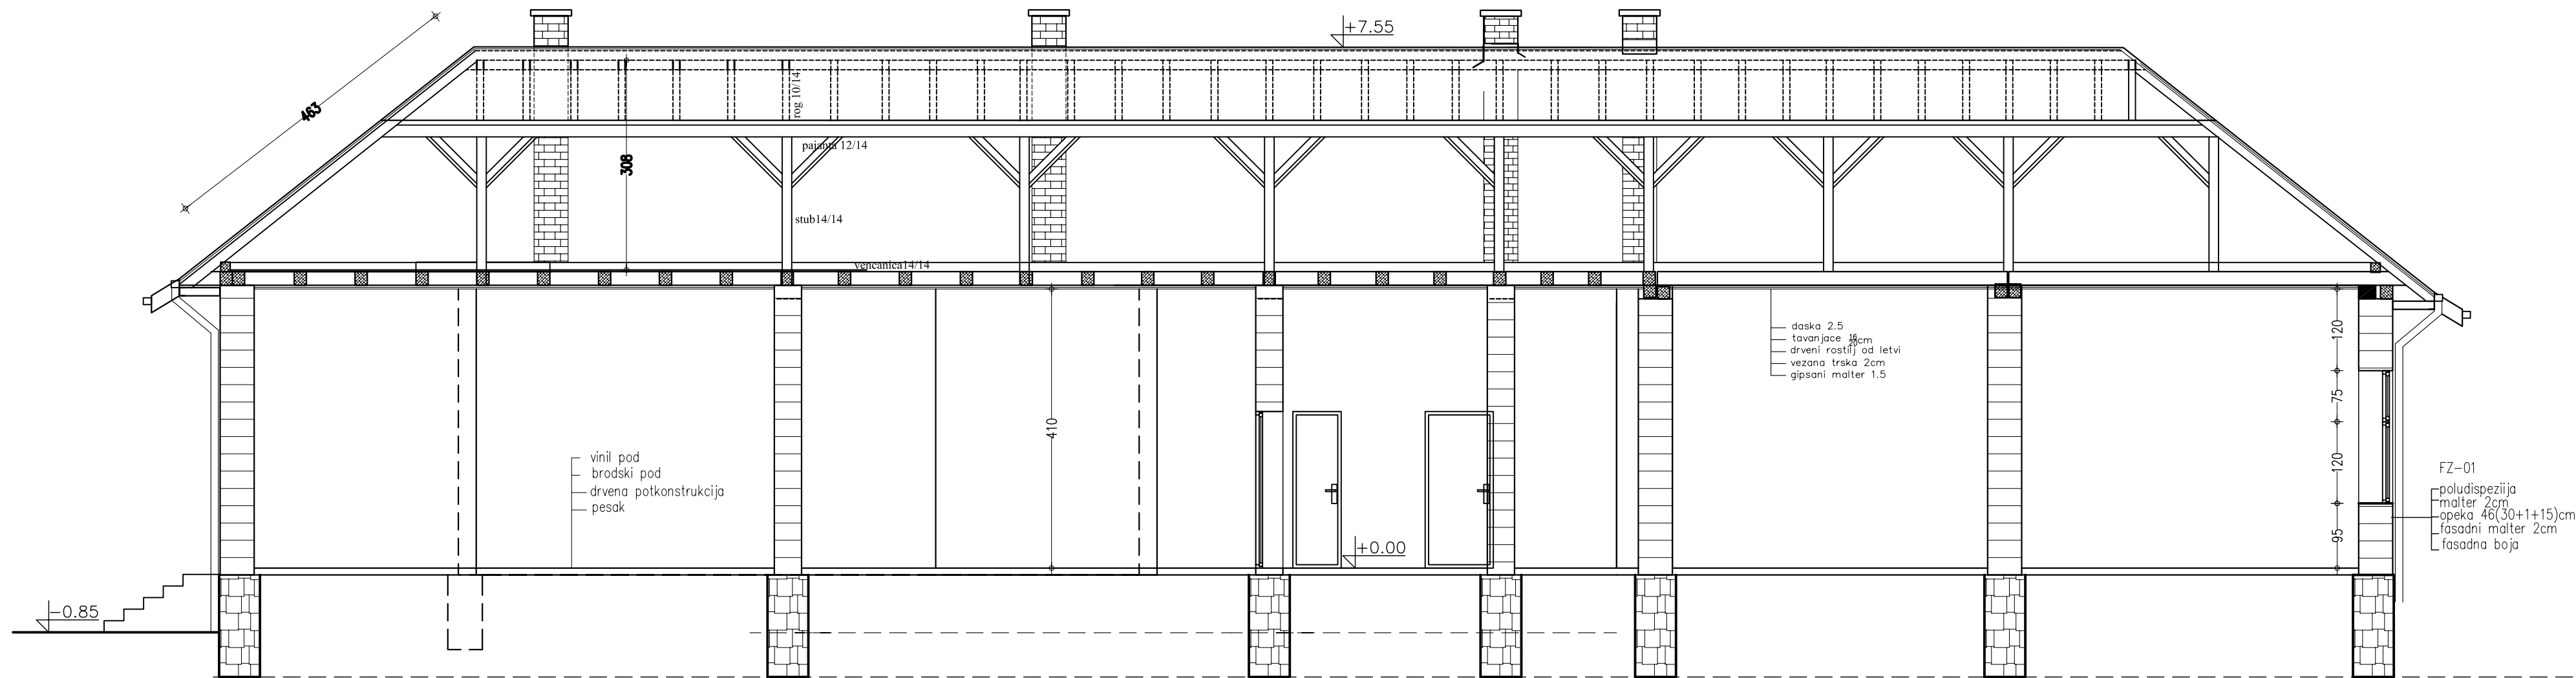 +7.55
463
308
rog 10/14
pajanta 12/14
stub14/14
vencanica14/14
daska 2.5
tavanjace 16/20cm
drveni rostilj od letvi
vezana trska 2cm
gipsani malter 1.5
120
75
120
95
410
vinil pod
brodski pod
drvena potkonstrukcija
pesak
FZ-01
poludispeziija
malter 2cm
opeka 46(30+1+15)cm
fasadni malter 2cm
fasadna boja
+0.00
-0.85